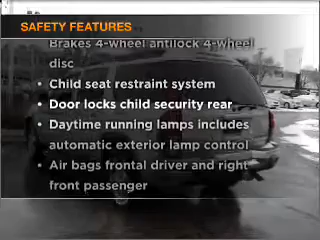 SAFETY FEATURES
Brakes 4-wheel antilock 4-wheel
disc
• Child seat restraint system
• Door locks child security rear
• Daytime running lamps includes
automatic exterior lamp control
• Air bags frontal driver and right
front passenger